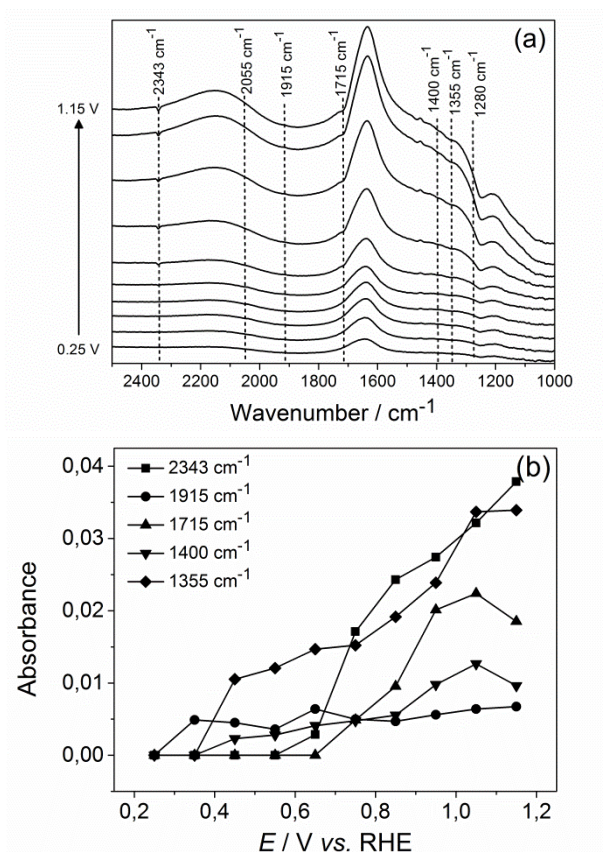 (a)
2343 cm⁻¹
2055 cm⁻¹
1915 cm⁻¹
1715 cm⁻¹
1400 cm⁻¹
1355 cm⁻¹
1280 cm⁻¹
1.15 V
0.25 V
2400 2200 2000 1800 1600 1400 1280 1000
Wavenumber / cm⁻¹
(b)
2343 cm⁻¹
1915 cm⁻¹
1715 cm⁻¹
1400 cm⁻¹
1355 cm⁻¹
0,04
0,03
0,02
0,01
0,00
Absorbance
0,2 0,4 0,6 0,8 1,0 1,2
E / V vs. RHE